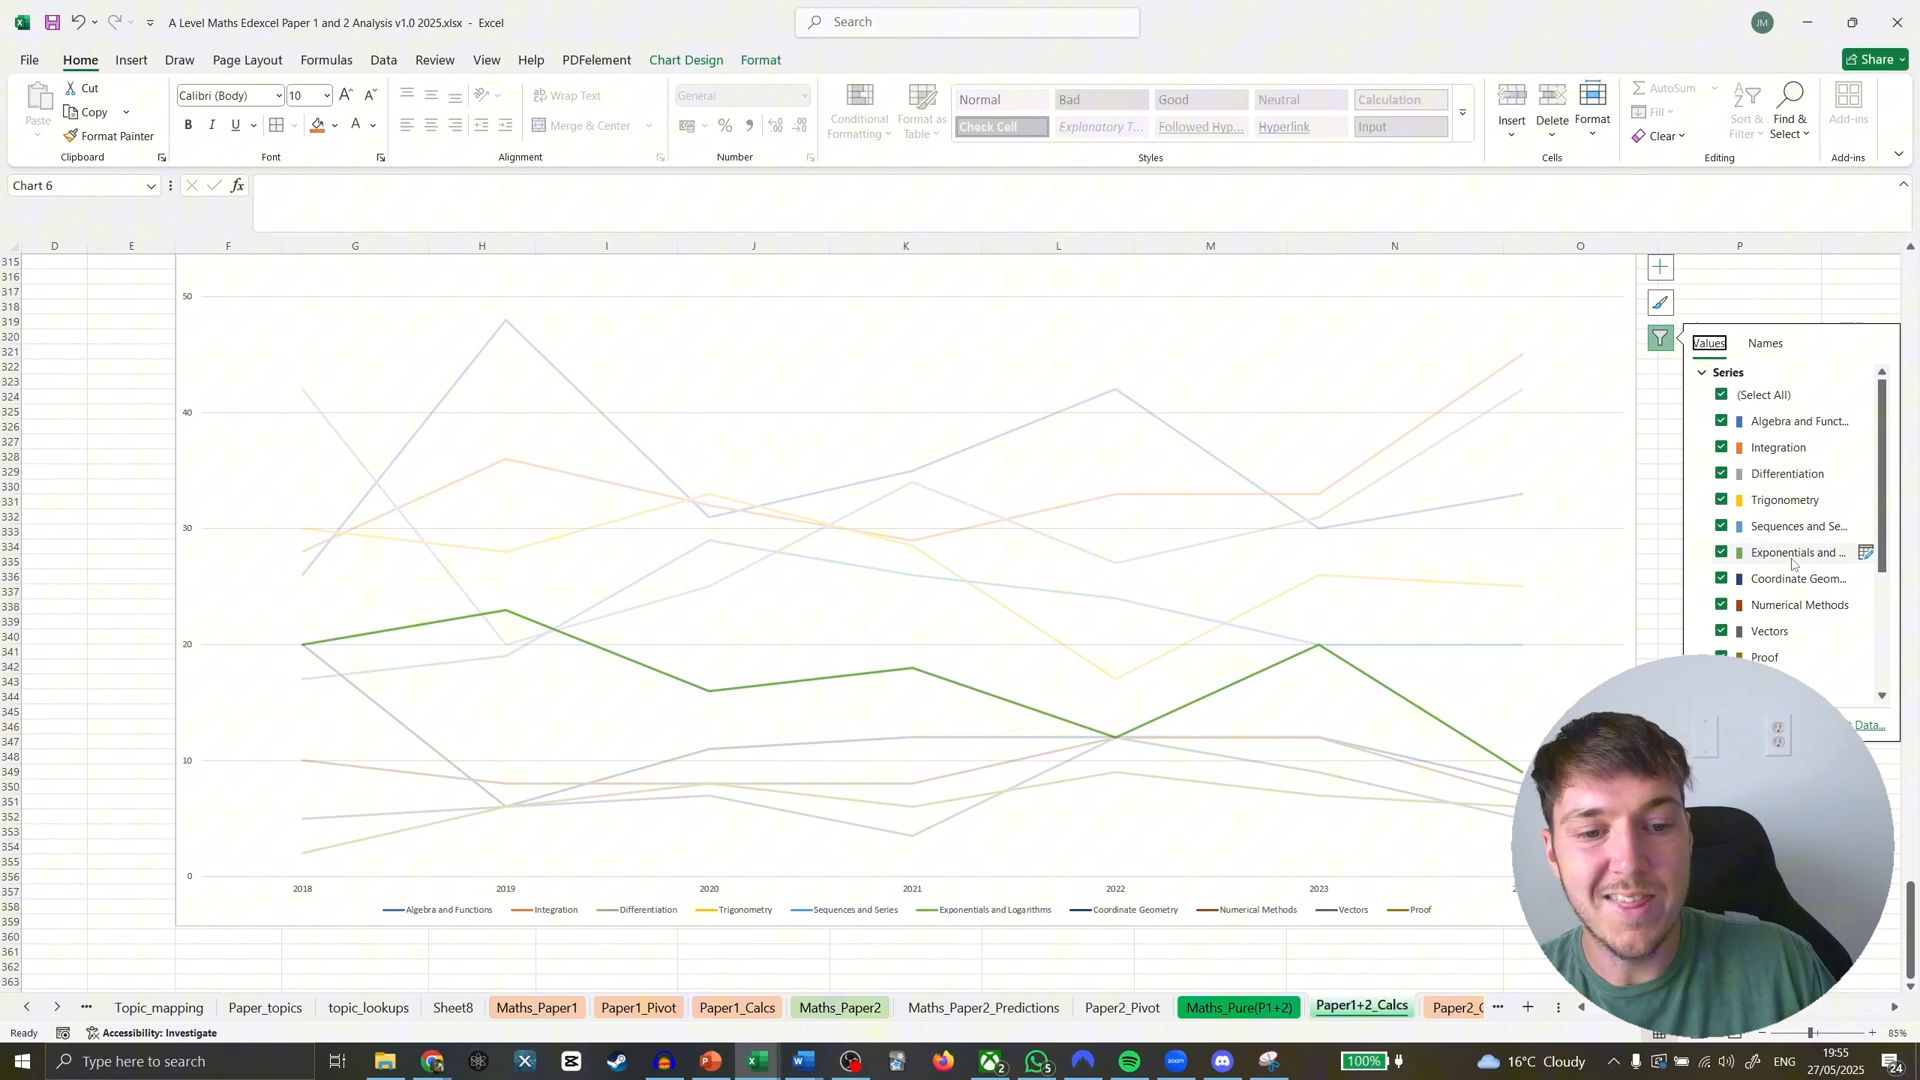 A Level Maths Edexcel Paper 1 and 2 Analysis v1.0 2025.xlsx - Excel
Search
JM
File Home Insert Draw Page Layout Formulas Data Review View Help PDFelement Chart Design Format
Share
Paste
Cut
Copy
Format Painter
Clipboard
Calibri (Body) 10
B I U
Font
Wrap Text
Merge & Center
Alignment
General
Number
Conditional Formatting
Format as Table
Normal Bad Good Neutral Calculation
Check Cell Explanatory T... Followed Hyp... Hyperlink Input
Styles
Insert Delete Format
Cells
AutoSum
Fill
Clear
Sort & Filter
Find & Select
Editing
Add-ins
Add-ins
Chart 6
fx
D E F G H I J K L M N O P
315
316
317
318
319
320
321
322
323
324
325
326
327
328
329
330
331
332
333
334
335
336
337
338
339
340
341
342
343
344
345
346
347
348
349
350
351
352
353
354
355
356
357
358
359
360
361
362
363
50
40
30
20
10
0
2018 2019 2020 2021 2022 2023
Algebra and Functions Integration Differentiation Trigonometry Sequences and Series Exponentials and Logarithms Coordinate Geometry Numerical Methods Vectors Proof
Values Names
Series
(Select All)
Algebra and Funct...
Integration
Differentiation
Trigonometry
Sequences and Se...
Exponentials and ...
Coordinate Geom...
Numerical Methods
Vectors
Proof
Data...
Topic_mapping Paper_topics topic_lookups Sheet8 Maths_Paper1 Paper1_Pivot Paper1_Calcs Maths_Paper2 Maths_Paper2_Predictions Paper2_Pivot Maths_Pure(P1+2) Paper1+2_Calcs Paper2_C
Ready Accessibility: Investigate
85%
Type here to search
2
5
100%
16°C Cloudy
ENG
19:55
27/05/2025
24